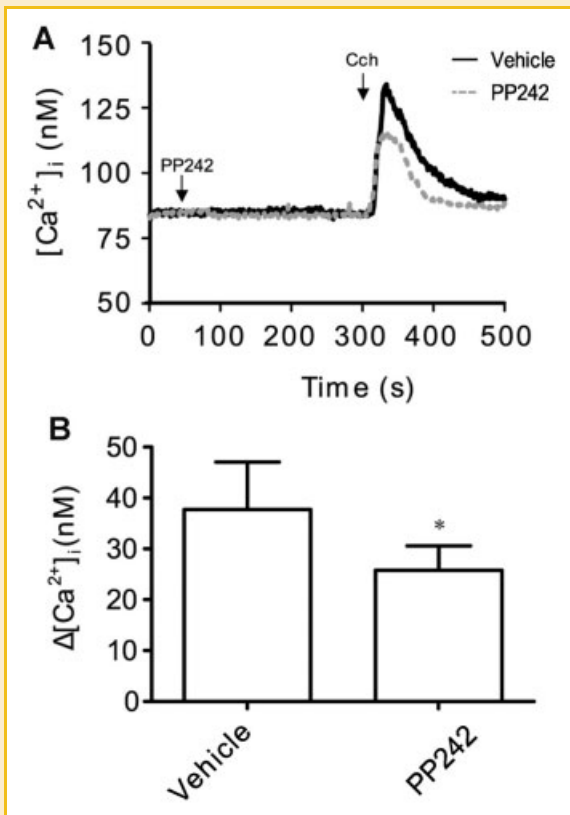 A
150
125
100
75
50
[Ca²⁺]ᵢ (nM)
PP242
Cch
Vehicle
PP242
0 100 200 300 400 500
Time (s)
B
50
40
30
20
10
0
Δ[Ca²⁺]ᵢ(nM)
*
Vehicle PP242